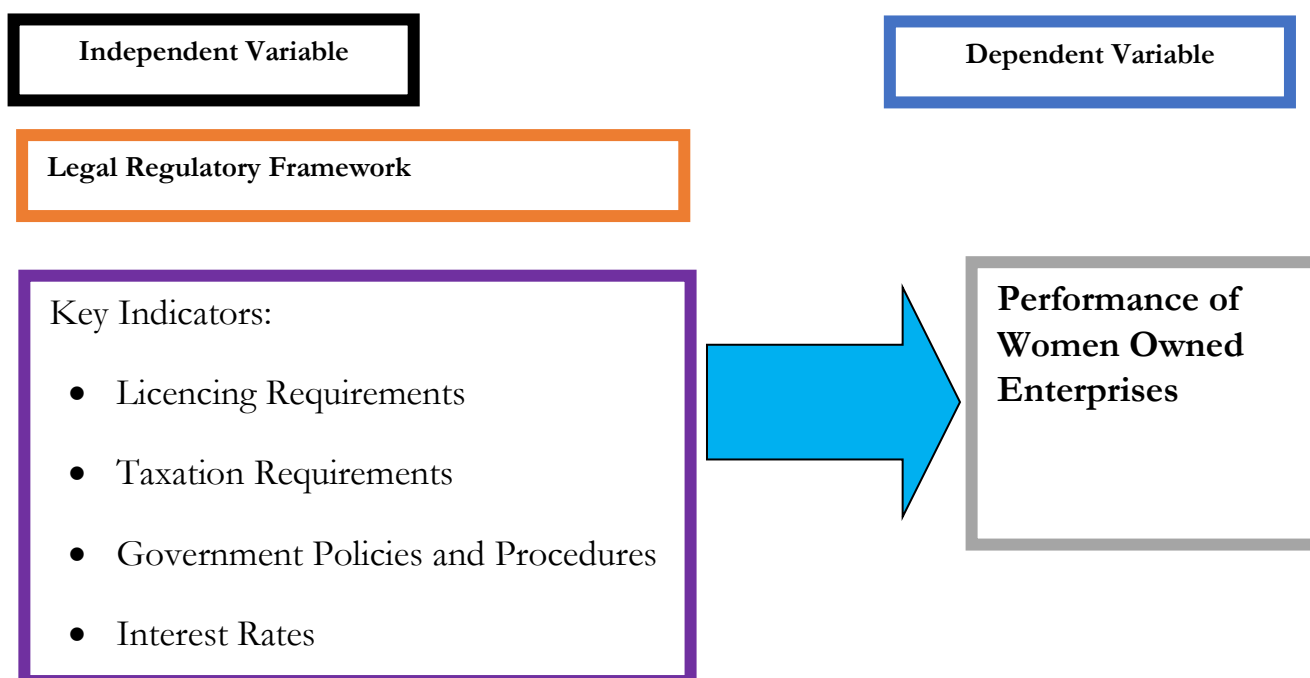 Independent Variable
Dependent Variable
Legal Regulatory Framework
Key Indicators:
• Licencing Requirements
• Taxation Requirements
• Government Policies and Procedures
• Interest Rates
Performance of
Women Owned
Enterprises